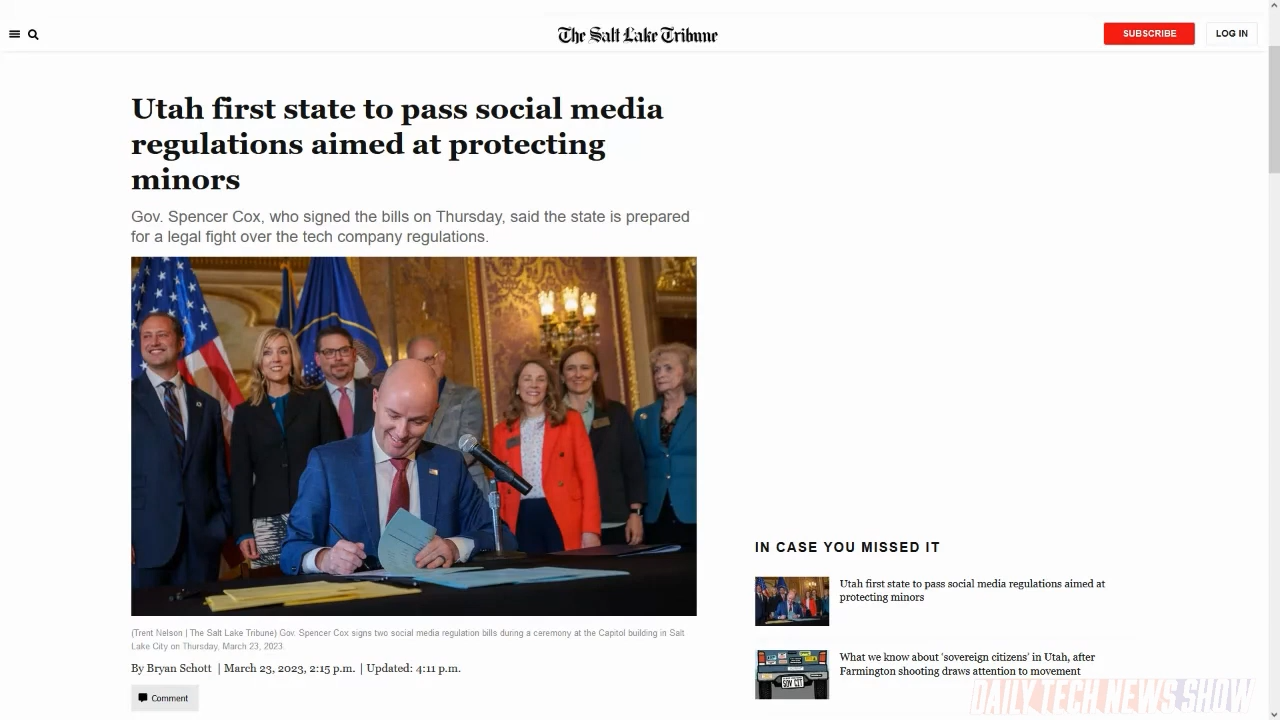 The Salt Lake Tribune
SUBSCRIBE
LOG IN
Utah first state to pass social media
regulations aimed at protecting
minors
Gov. Spencer Cox, who signed the bills on Thursday, said the state is prepared
for a legal fight over the tech company regulations.
(Trent Nelson | The Salt Lake Tribune) Gov. Spencer Cox signs two social media regulation bills during a ceremony at the Capitol building in Salt
Lake City on Thursday, March 23, 2023.
By Bryan Schott | March 23, 2023, 2:15 p.m. | Updated: 4:11 p.m.
Comment
IN CASE YOU MISSED IT
Utah first state to pass social media regulations aimed at
protecting minors
What we know about 'sovereign citizens' in Utah, after
Farmington shooting draws attention to movement
DAILY TECH NEWS SHOW